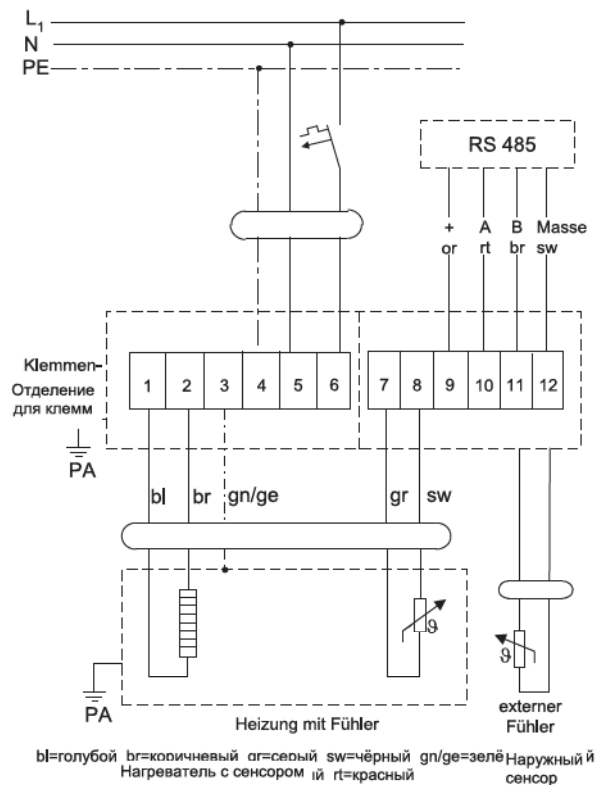 L1
N
PE
RS 485
+ A B Masse
or rt br sw
Klemmen-
Отделение
для клемм
1 2 3 4 5 6 7 8 9 10 11 12
PA
bl br gn/ge gr sw
ϑ ϑ
PA
Heizung mit Fühler
externer
Fühler
bl=голубой br=коричневый gr=серый sw=чёрный gn/ge=зелё Наружный й
Нагреватель с сенсором ый rt=красный
сенсор